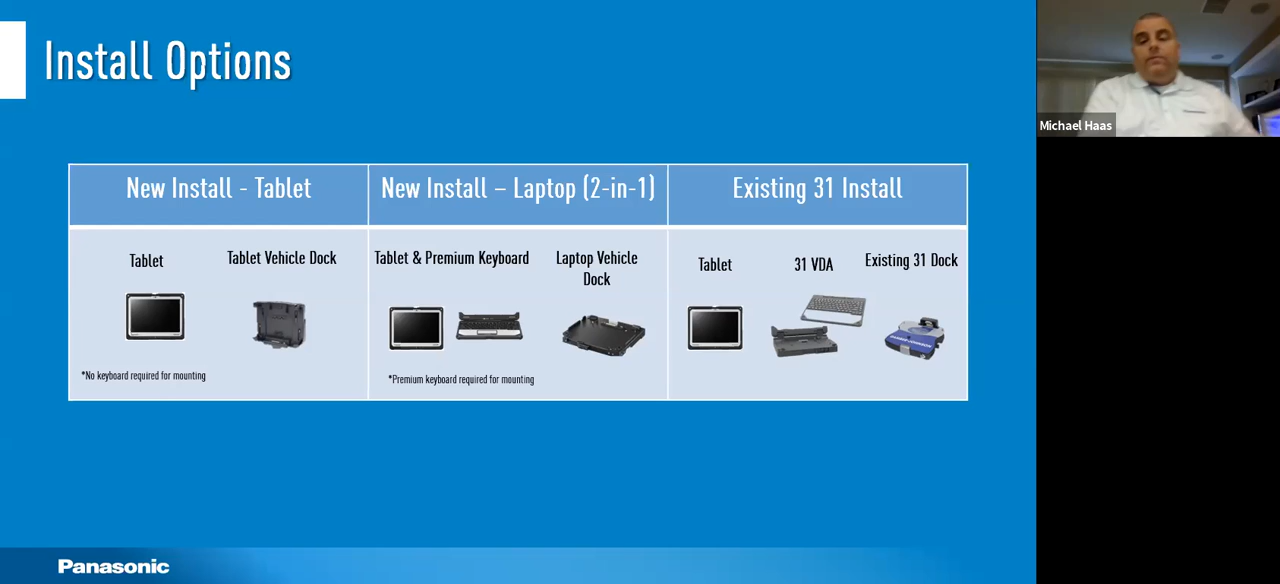 Install Options
Michael Haas
New Install - Tablet
New Install – Laptop (2-in-1)
Existing 31 Install
Tablet
Tablet Vehicle Dock
*No keyboard required for mounting
Tablet & Premium Keyboard
Laptop Vehicle
Dock
*Premium keyboard required for mounting
Tablet
31 VDA
Existing 31 Dock
Panasonic